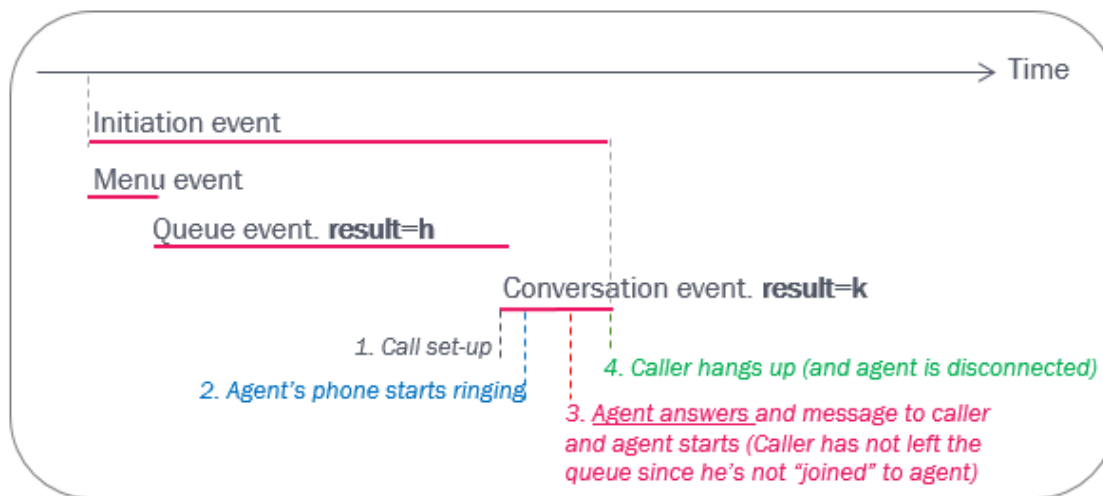 Time
Initiation event
Menu event
Queue event. result=h
Conversation event. result=k
1. Call set-up
2. Agent's phone starts ringing
4. Caller hangs up (and agent is disconnected)
3. Agent answers and message to caller
and agent starts (Caller has not left the
queue since he's not “joined” to agent)